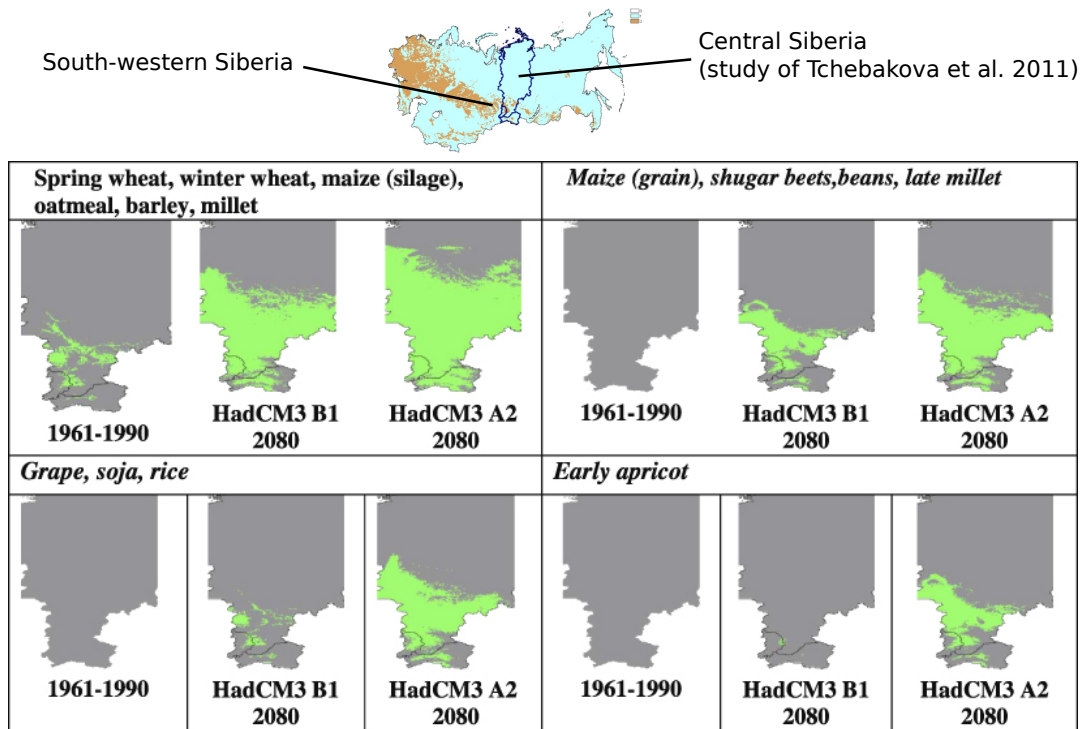 South-western Siberia
Central Siberia
(study of Tchebakova et al. 2011)
Spring wheat, winter wheat, maize (silage),
oatmeal, barley, millet
Maize (grain), shugar beets,beans, late millet
1961-1990
HadCM3 B1
2080
HadCM3 A2
2080
HadCM3 B1
2080
HadCM3 A2
2080
Grape, soja, rice
Early apricot
1961-1990
HadCM3 B1
2080
HadCM3 A2
2080
1961-1990
HadCM3 B1
2080
HadCM3 A2
2080